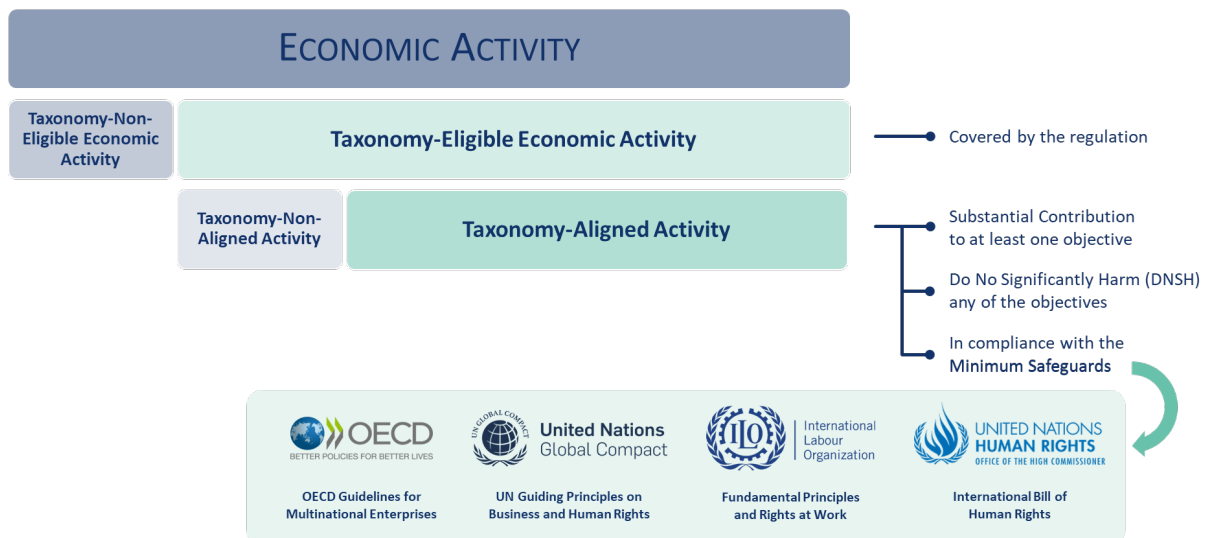 ECONOMIC ACTIVITY
Taxonomy-Non-
Eligible Economic
Activity
Taxonomy-Eligible Economic Activity
Covered by the regulation
Taxonomy-Non-
Aligned Activity
Taxonomy-Aligned Activity
Substantial Contribution
to at least one objective
Do No Significantly Harm (DNSH)
any of the objectives
In compliance with the
Minimum Safeguards
OECD
BETTER POLICIES FOR BETTER LIVES
OECD Guidelines for
Multinational Enterprises
UN GLOBAL COMPACT
United Nations
Global Compact
UN Guiding Principles on
Business and Human Rights
ILO
International
Labour
Organization
Fundamental Principles
and Rights at Work
UNITED NATIONS
HUMAN RIGHTS
OFFICE OF THE HIGH COMMISSIONER
International Bill of
Human Rights